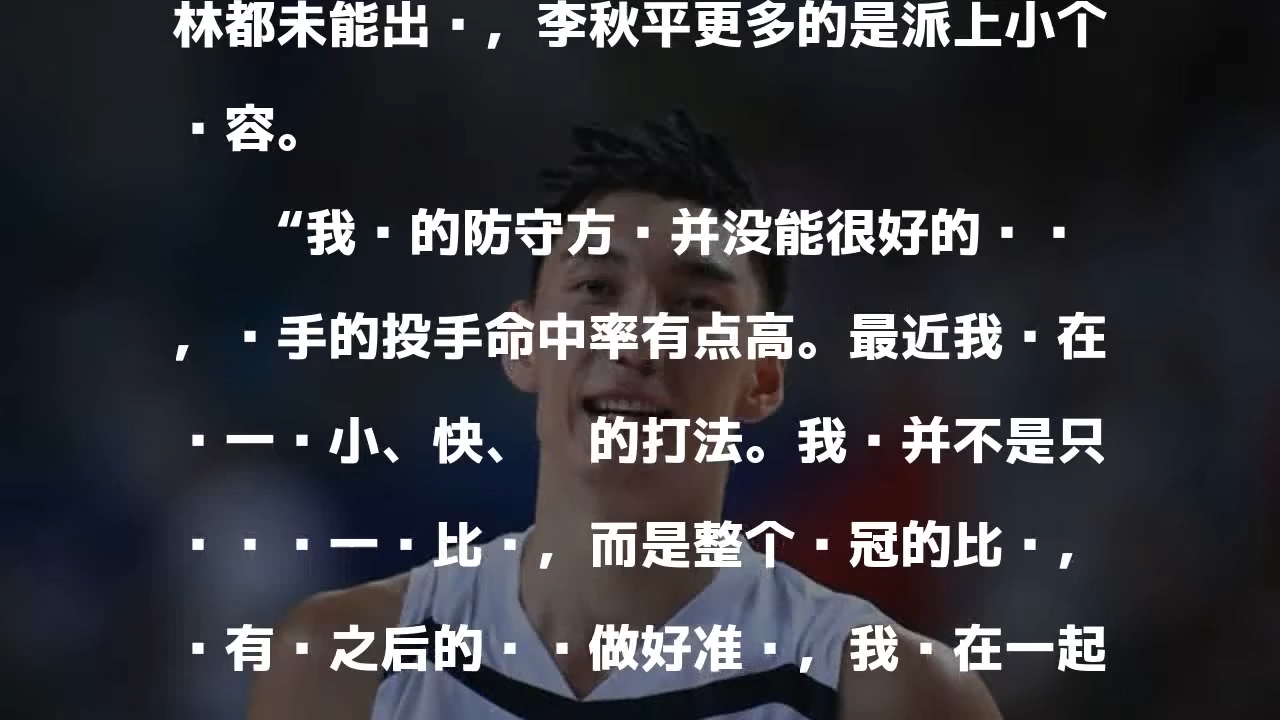 林都未能出·，李秋平更多的是派上小个
·容。
“我·的防守方·并没能很好的··
，·手的投手命中率有点高。最近我·在
·一·小、快、　的打法。我·并不是只
···一·比·，而是整个·冠的比·，
·有·之后的··做好准·，我·在一起